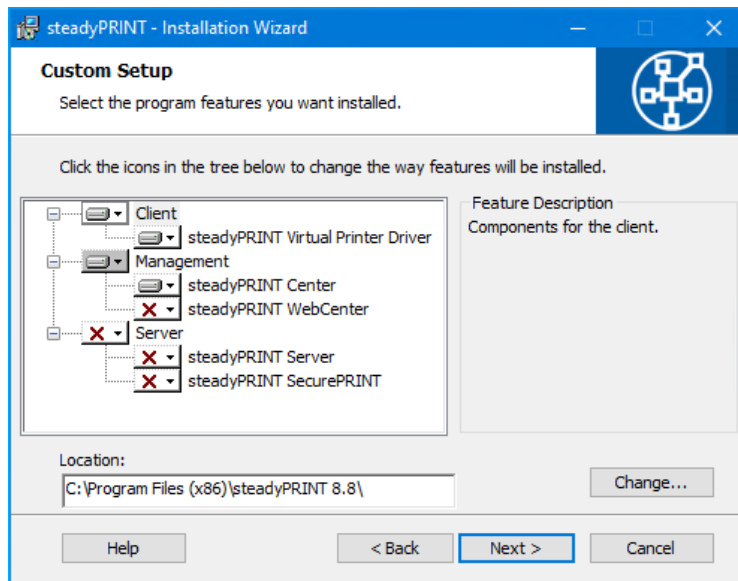 steadyPRINT - Installation Wizard
Custom Setup
Select the program features you want installed.
Click the icons in the tree below to change the way features will be installed.
Client
steadyPRINT Virtual Printer Driver
Management
steadyPRINT Center
steadyPRINT WebCenter
Server
steadyPRINT Server
steadyPRINT SecurePRINT
Feature Description
Components for the client.
Location:
C:\Program Files (x86)\steadyPRINT 8.8\
Change...
Help
< Back
Next >
Cancel